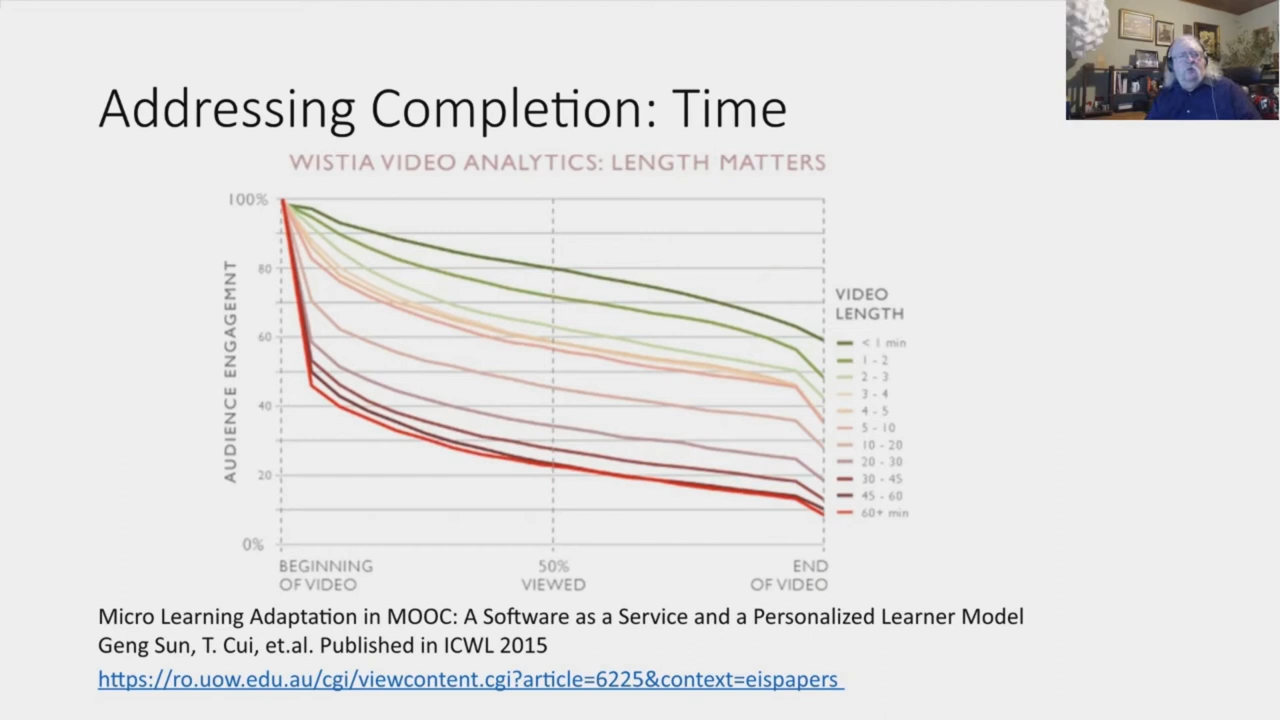 Addressing Completion: Time
WISTIA VIDEO ANALYTICS: LENGTH MATTERS
100%
80
60
40
20
0%
AUDIENCE ENGAGEMNT
BEGINNING
OF VIDEO
50%
VIEWED
END
OF VIDEO
VIDEO
LENGTH
< 1 min
1 - 2
2 - 3
3 - 4
4 - 5
5 - 10
10 - 20
20 - 30
30 - 45
45 - 60
60+ min
Micro Learning Adaptation in MOOC: A Software as a Service and a Personalized Learner Model
Geng Sun, T. Cui, et.al. Published in ICWL 2015
https://ro.uow.edu.au/cgi/viewcontent.cgi?article=6225&context=eispapers